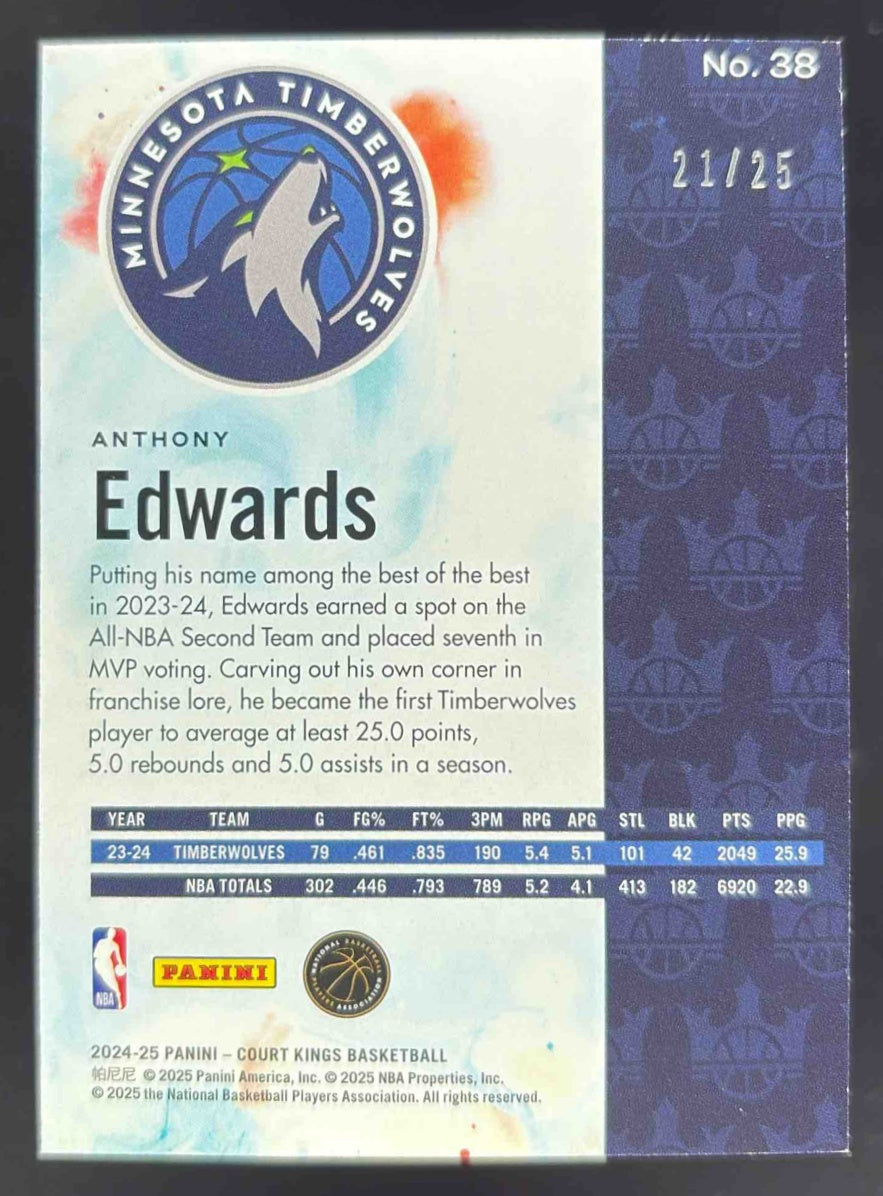 No. 38
21/25
MINNESOTA TIMBERWOLVES
ANTHONY
Edwards
Putting his name among the best of the best
in 2023-24, Edwards earned a spot on the
All-NBA Second Team and placed seventh in
MVP voting. Carving out his own corner in
franchise lore, he became the first Timberwolves
player to average at least 25.0 points,
5.0 rebounds and 5.0 assists in a season.
YEAR TEAM G FG% FT% 3PM RPG APG STL BLK PTS PPG
23-24 TIMBERWOLVES 79 .461 .835 190 5.4 5.1 101 42 2049 25.9
NBA TOTALS 302 .446 .793 789 5.2 4.1 413 182 6920 22.9
NBA
PANINI
NATIONAL BASKETBALL PLAYERS ASSOCIATION
2024-25 PANINI – COURT KINGS BASKETBALL
帕尼尼 © 2025 Panini America, Inc. © 2025 NBA Properties, Inc.
© 2025 the National Basketball Players Association. All rights reserved.